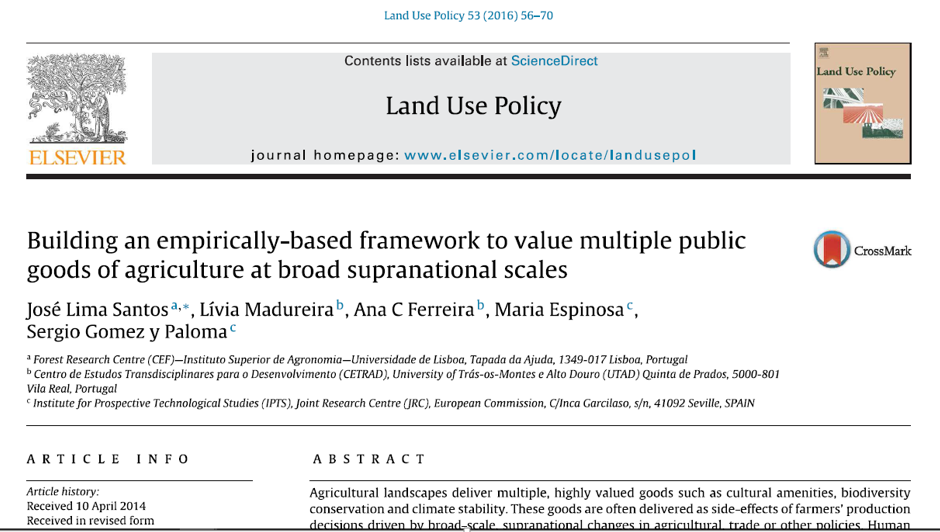 Land Use Policy 53 (2016) 56–70
Contents lists available at ScienceDirect
Land Use Policy
journal homepage: www.elsevier.com/locate/landusepol
ELSEVIER
Land Use Policy
Building an empirically-based framework to value multiple public
goods of agriculture at broad supranational scales
CrossMark
José Lima Santos a,*, Lívia Madureira b, Ana C Ferreira b, Maria Espinosa c,
Sergio Gomez y Paloma c
a Forest Research Centre (CEF)—Instituto Superior de Agronomia—Universidade de Lisboa, Tapada da Ajuda, 1349-017 Lisboa, Portugal
b Centro de Estudos Transdisciplinares para o Desenvolvimento (CETRAD), University of Trás-os-Montes e Alto Douro (UTAD) Quinta de Prados, 5000-801
Vila Real, Portugal
c Institute for Prospective Technological Studies (IPTS), Joint Research Centre (JRC), European Commission, C/Inca Garcilaso, s/n, 41092 Seville, SPAIN
ARTICLE INFO
Article history:
Received 10 April 2014
Received in revised form
ABSTRACT
Agricultural landscapes deliver multiple, highly valued goods such as cultural amenities, biodiversity
conservation and climate stability. These goods are often delivered as side-effects of farmers' production
decisions driven by broad-scale, supranational changes in agricultural, trade or other policies. Human